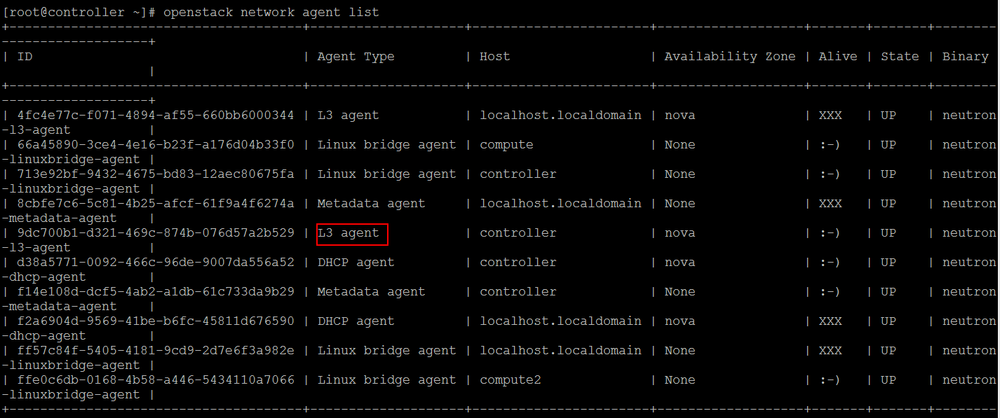 [root@controller ~]# openstack network agent list
+--------------------------------------+--------------------+-----------------------+-------------------+-------+-------+--------
-------------------+
| ID                                   | Agent Type         | Host                  | Availability Zone | Alive | State | Binary
                   |
+--------------------------------------+--------------------+-----------------------+-------------------+-------+-------+--------
-------------------+
| 4fc4e77c-f071-4894-af55-660bb6000344 | L3 agent           | localhost.localdomain | nova              | XXX   | UP    | neutron
-l3-agent          |
| 66a45890-3ce4-4e16-b23f-a176d04b33f0 | Linux bridge agent | compute               | None              | :-)   | UP    | neutron
-linuxbridge-agent |
| 713e92bf-9432-4675-bd83-12aec80675fa | Linux bridge agent | controller            | None              | :-)   | UP    | neutron
-linuxbridge-agent |
| 8cbfe7c6-5c81-4b25-afcf-61f9a4f6274a | Metadata agent     | localhost.localdomain | None              | XXX   | UP    | neutron
-metadata-agent    |
| 9dc700b1-d321-469c-874b-076d57a2b529 | L3 agent           | controller            | nova              | :-)   | UP    | neutron
-l3-agent          |
| d38a5771-0092-466c-96de-9007da556a52 | DHCP agent         | controller            | nova              | :-)   | UP    | neutron
-dhcp-agent        |
| f14e108d-dcf5-4ab2-a1db-61c733da9b29 | Metadata agent     | controller            | None              | :-)   | UP    | neutron
-metadata-agent    |
| f2a6904d-9569-41be-b6fc-45811d676590 | DHCP agent         | localhost.localdomain | nova              | XXX   | UP    | neutron
-dhcp-agent        |
| ff57c84f-5405-4181-9cd9-2d7e6f3a982e | Linux bridge agent | localhost.localdomain | None              | XXX   | UP    | neutron
-linuxbridge-agent |
| ffe0c6db-0168-4b58-a446-5434110a7066 | Linux bridge agent | compute2              | None              | :-)   | UP    | neutron
-linuxbridge-agent |
+--------------------------------------+--------------------+-----------------------+-------------------+-------+-------+--------